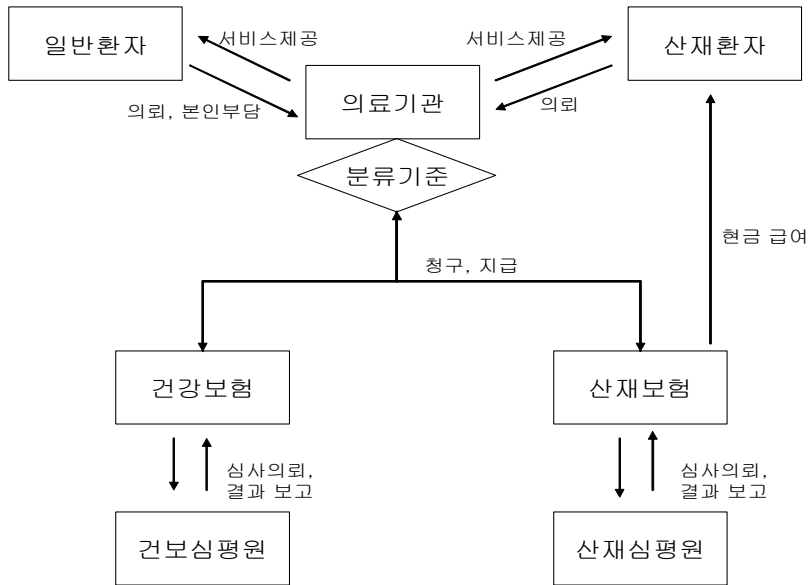 일반환자
서비스제공
서비스제공
산재환자
의뢰, 본인부담
의료기관
의뢰
분류기준
현금 급여
청구, 지급
건강보험
산재보험
심사의뢰,
결과 보고
심사의뢰,
결과 보고
건보심평원
산재심평원